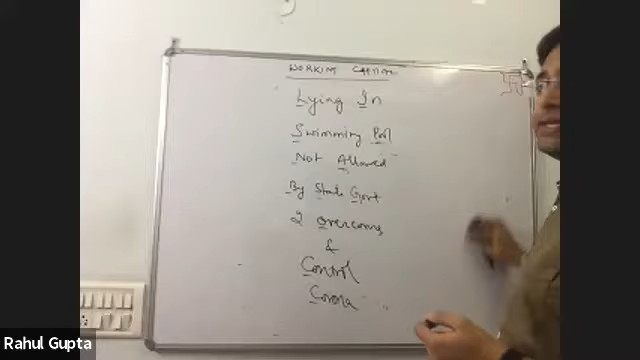 WORKING CAPITAL
Lying In
Swimming Pool
Not Allowed
By State Govt
2 Overcome
&
Control
Corona
Rahul Gupta